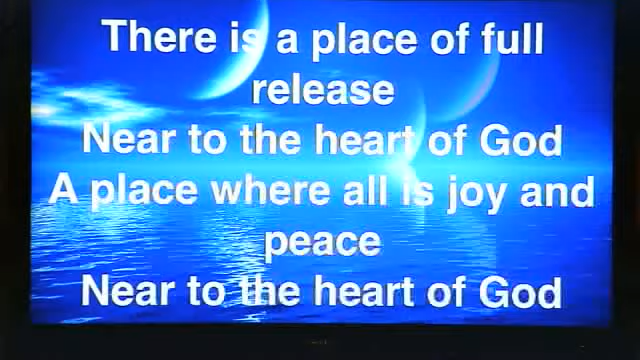 There is a place of full
release
Near to the heart of God
A place where all is joy and
peace
Near to the heart of God